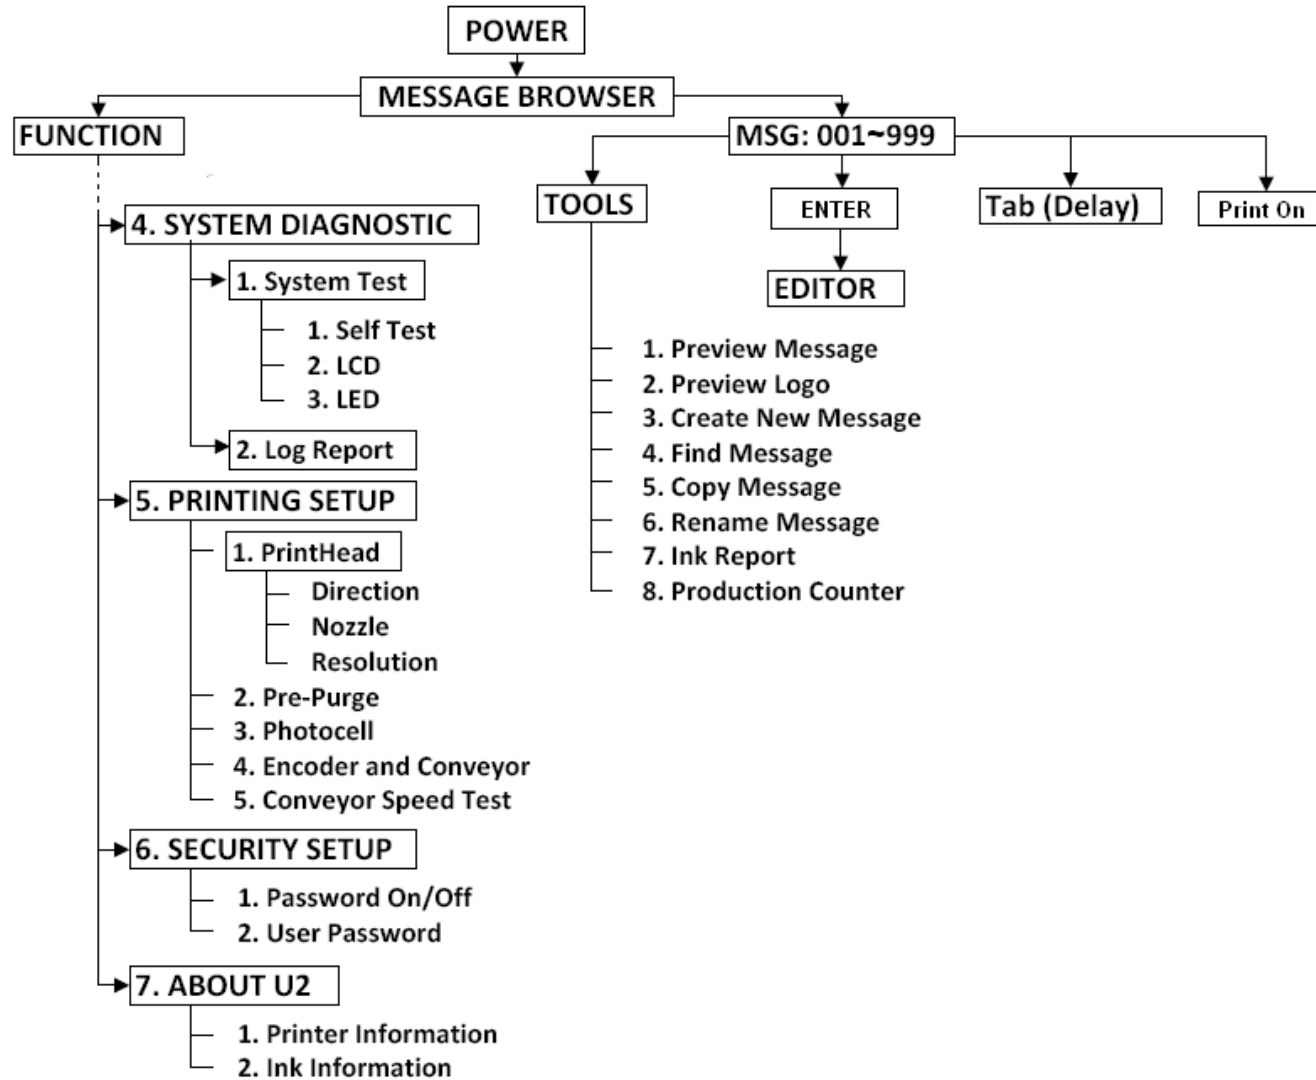 POWER
MESSAGE BROWSER
FUNCTION
MSG: 001~999
TOOLS
ENTER
Tab (Delay)
Print On
EDITOR
4. SYSTEM DIAGNOSTIC
1. System Test
1. Self Test
2. LCD
3. LED
2. Log Report
5. PRINTING SETUP
1. PrintHead
Direction
Nozzle
Resolution
2. Pre-Purge
3. Photocell
4. Encoder and Conveyor
5. Conveyor Speed Test
6. SECURITY SETUP
1. Password On/Off
2. User Password
7. ABOUT U2
1. Printer Information
2. Ink Information
1. Preview Message
2. Preview Logo
3. Create New Message
4. Find Message
5. Copy Message
6. Rename Message
7. Ink Report
8. Production Counter